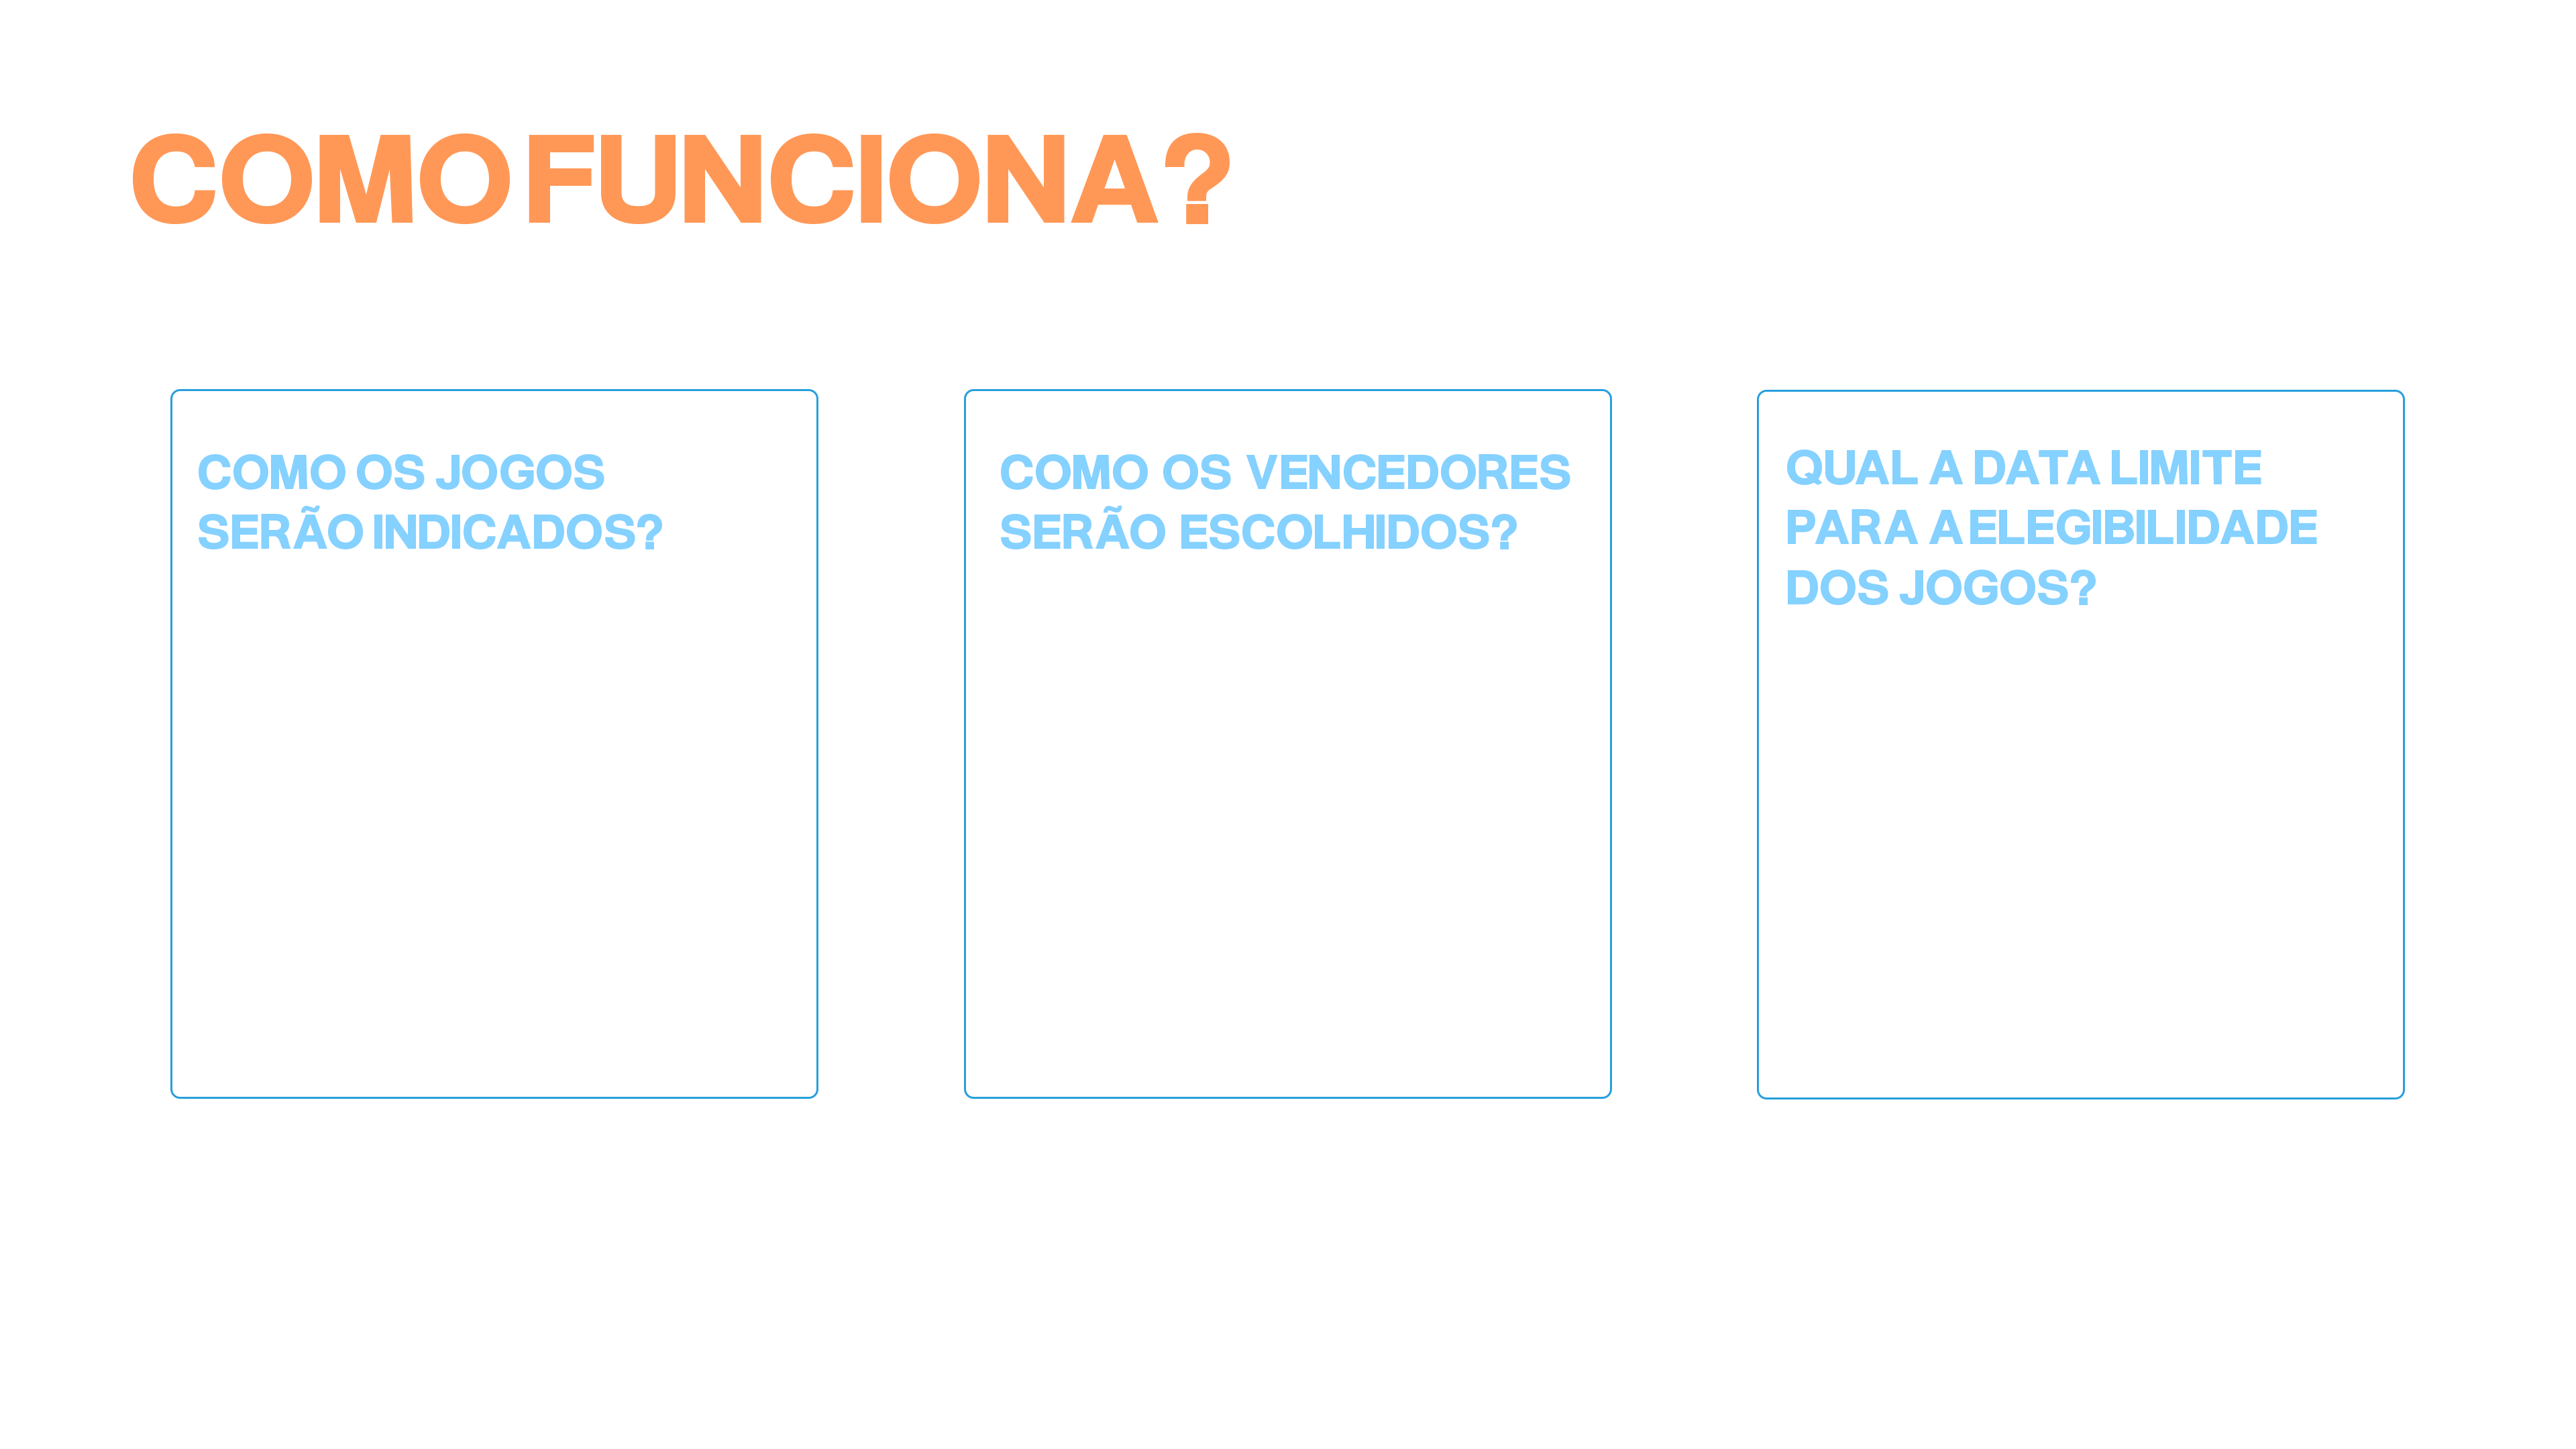 COMO FUNCIONA?
COMO OS JOGOS
SERÃO INDICADOS?
COMO OS VENCEDORES
SERÃO ESCOLHIDOS?
QUAL A DATA LIMITE
PARA A ELEGIBILIDADE
DOS JOGOS?